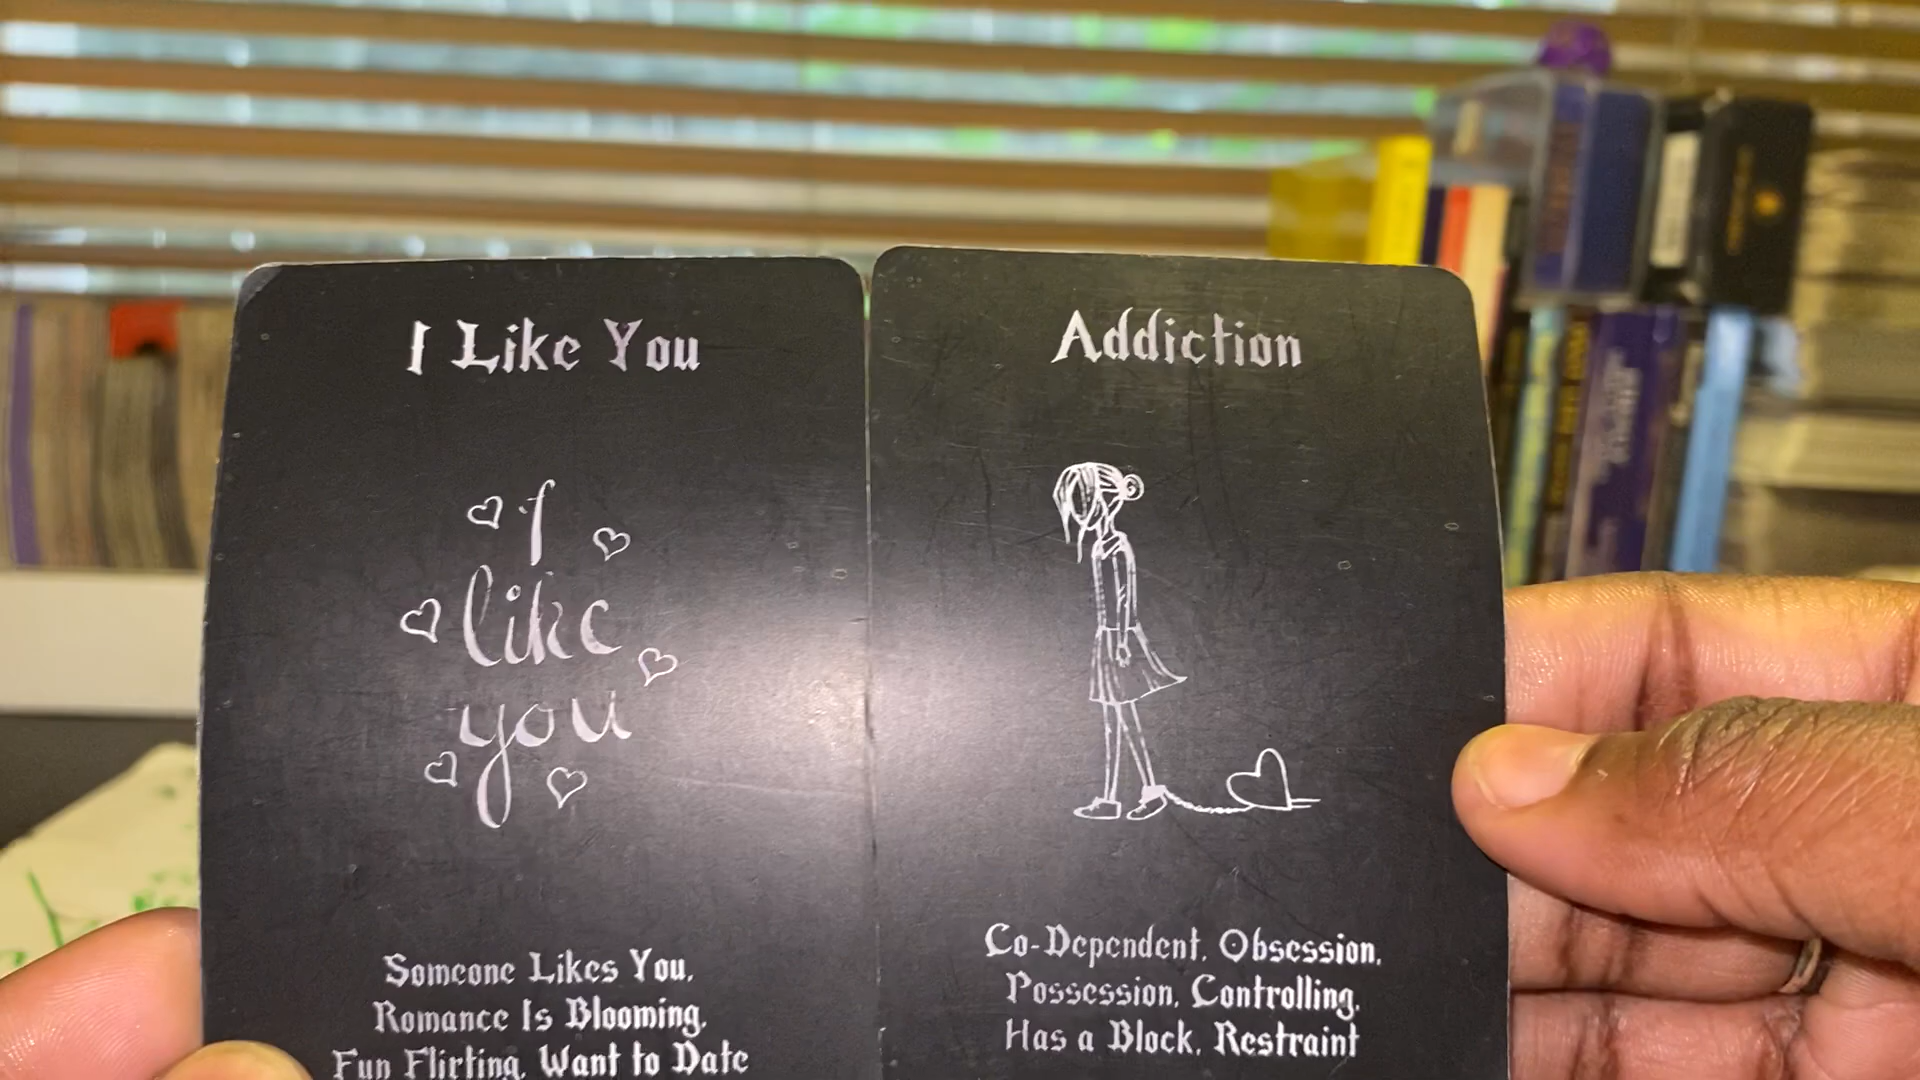 I Like You
I
like
you
Someone Likes You,
Romance Is Blooming,
Fun Flirting, Want to Date
Addiction
Co-Dependent, Obsession,
Possession, Controlling,
Has a Block, Restraint